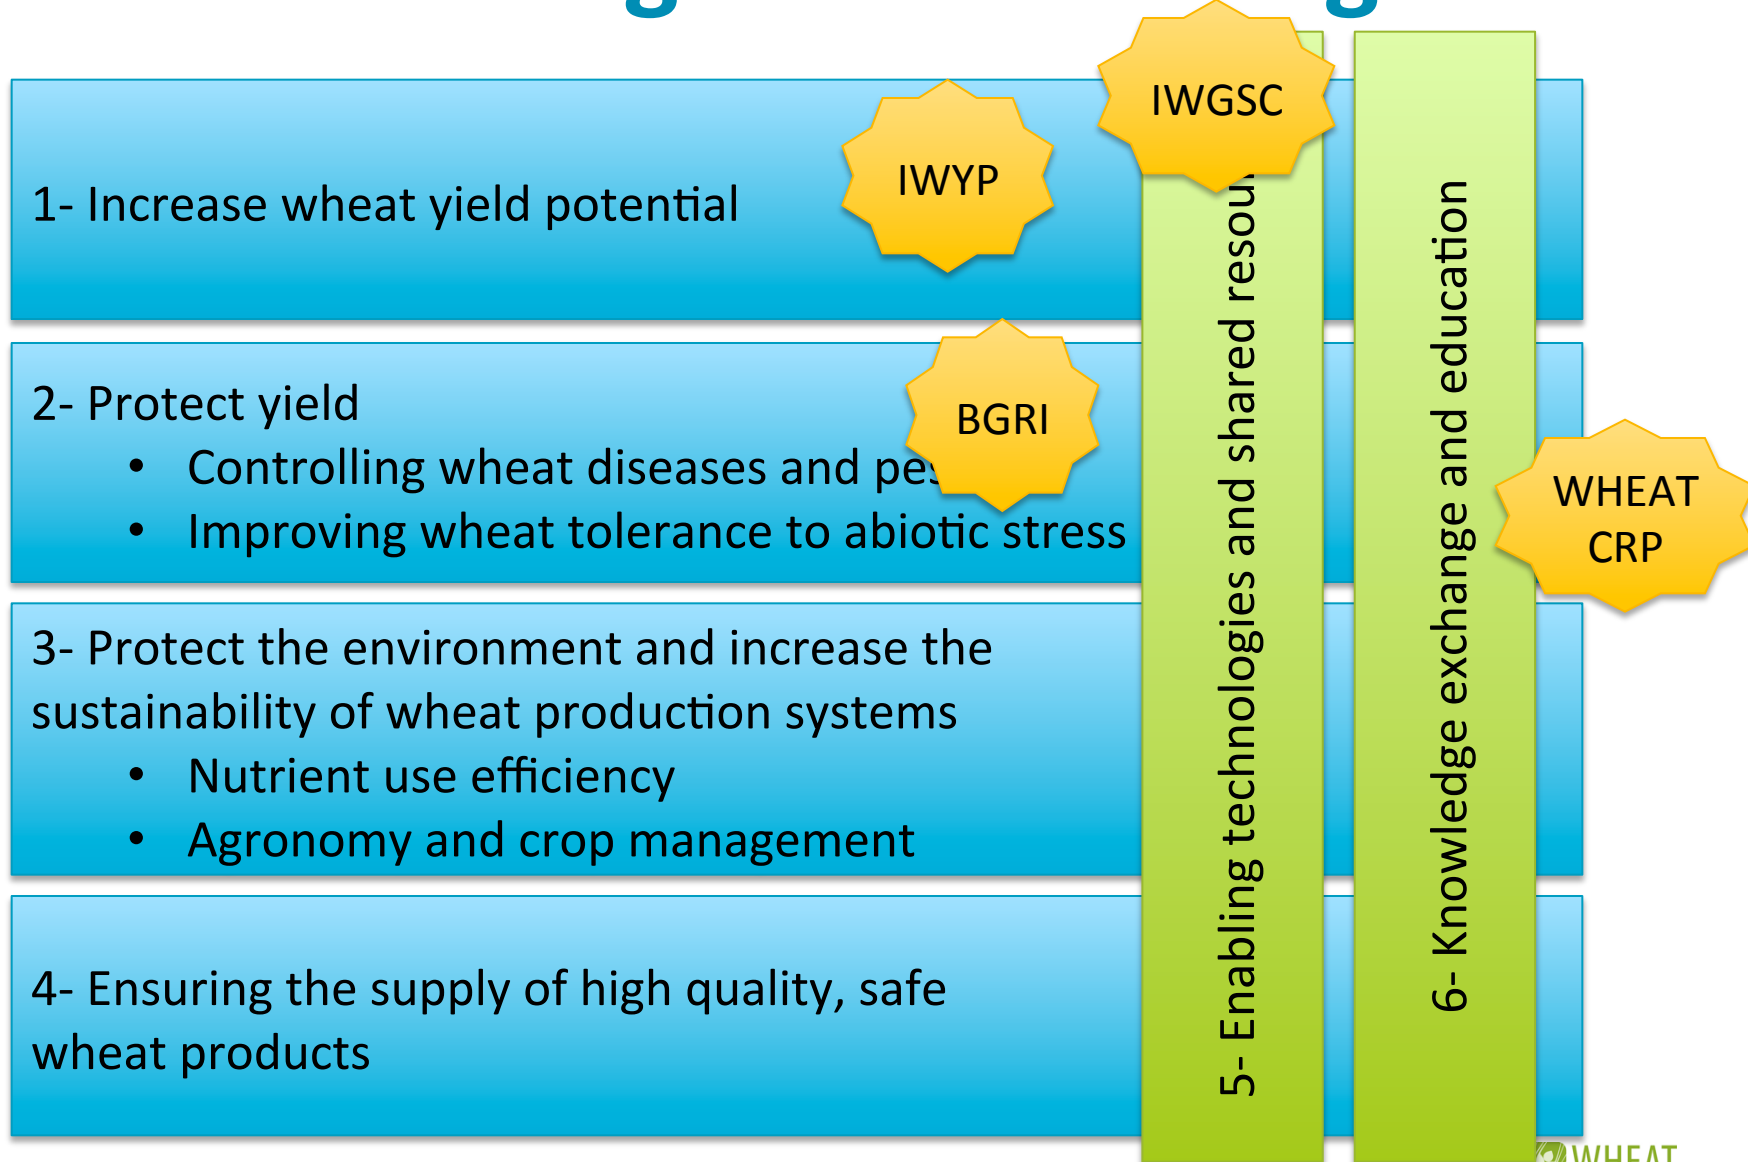 IWGSC
IWYP
1- Increase wheat yield potential
BGRI
2- Protect yield
• Controlling wheat diseases and
• Improving wheat tolerance to abiotic stress
WHEAT
CRP
3- Protect the environment and increase the
sustainability of wheat production systems
• Nutrient use efficiency
• Agronomy and crop management
4- Ensuring the supply of high quality, safe
wheat products
5- Enabling technologies and shared
6- Knowledge exchange and education
WHEAT